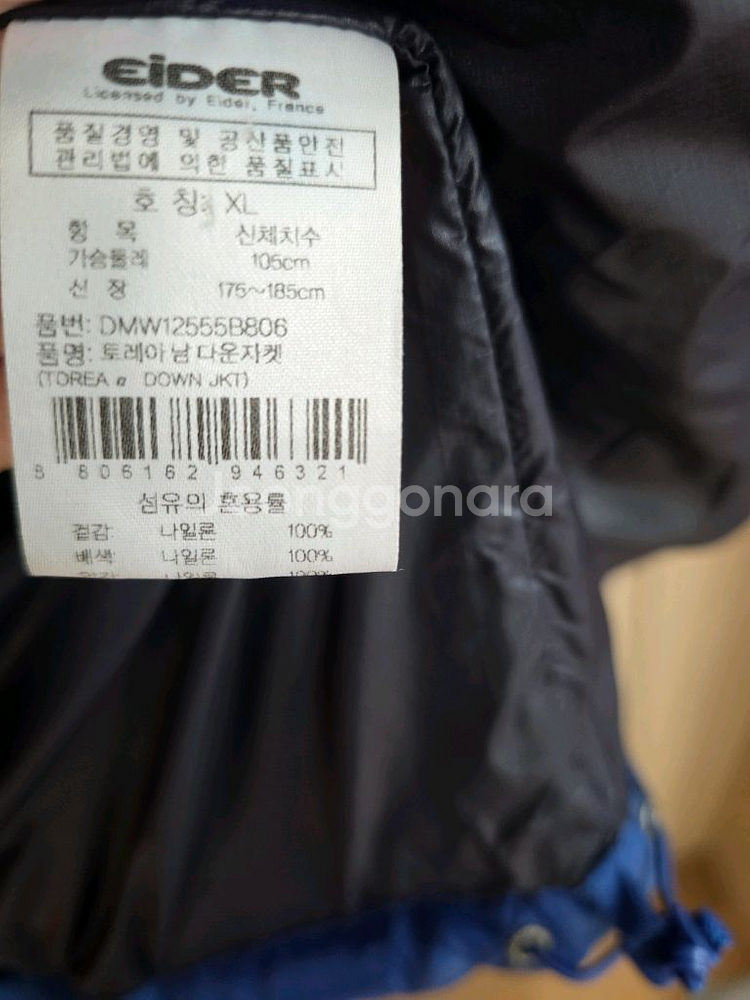 EiDER
Licensed by Eider, France
품질경영 및 공산품안전
관리법에 의한 품질표시
호 칭: XL
항 목 신체치수
가슴둘레 105cm
신 장 175~185cm
품번: DMW12555B806
품명: 토레아 남 다운자켓
(TOREA α DOWN JKT)
8 806162 946321
섬유의 혼용률
겉감 나일론 100%
배색 나일론 100%
나일론 100%